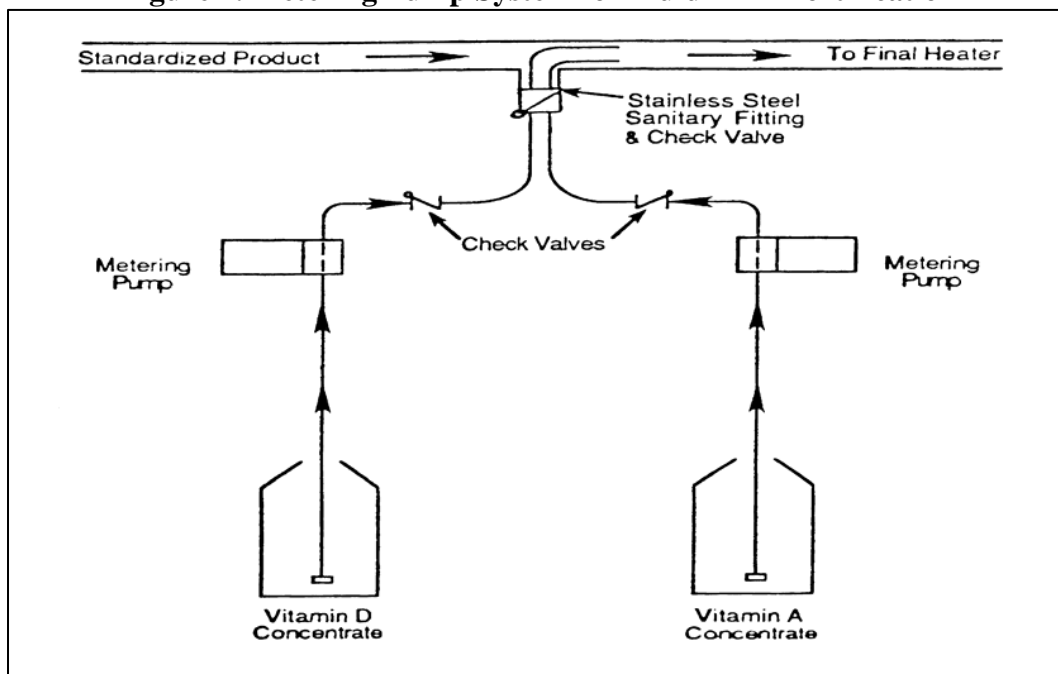 Standardized Product
To Final Heater
Stainless Steel
Sanitary Fitting
& Check Valve
Check Valves
Metering
Pump
Metering
Pump
Vitamin D
Concentrate
Vitamin A
Concentrate